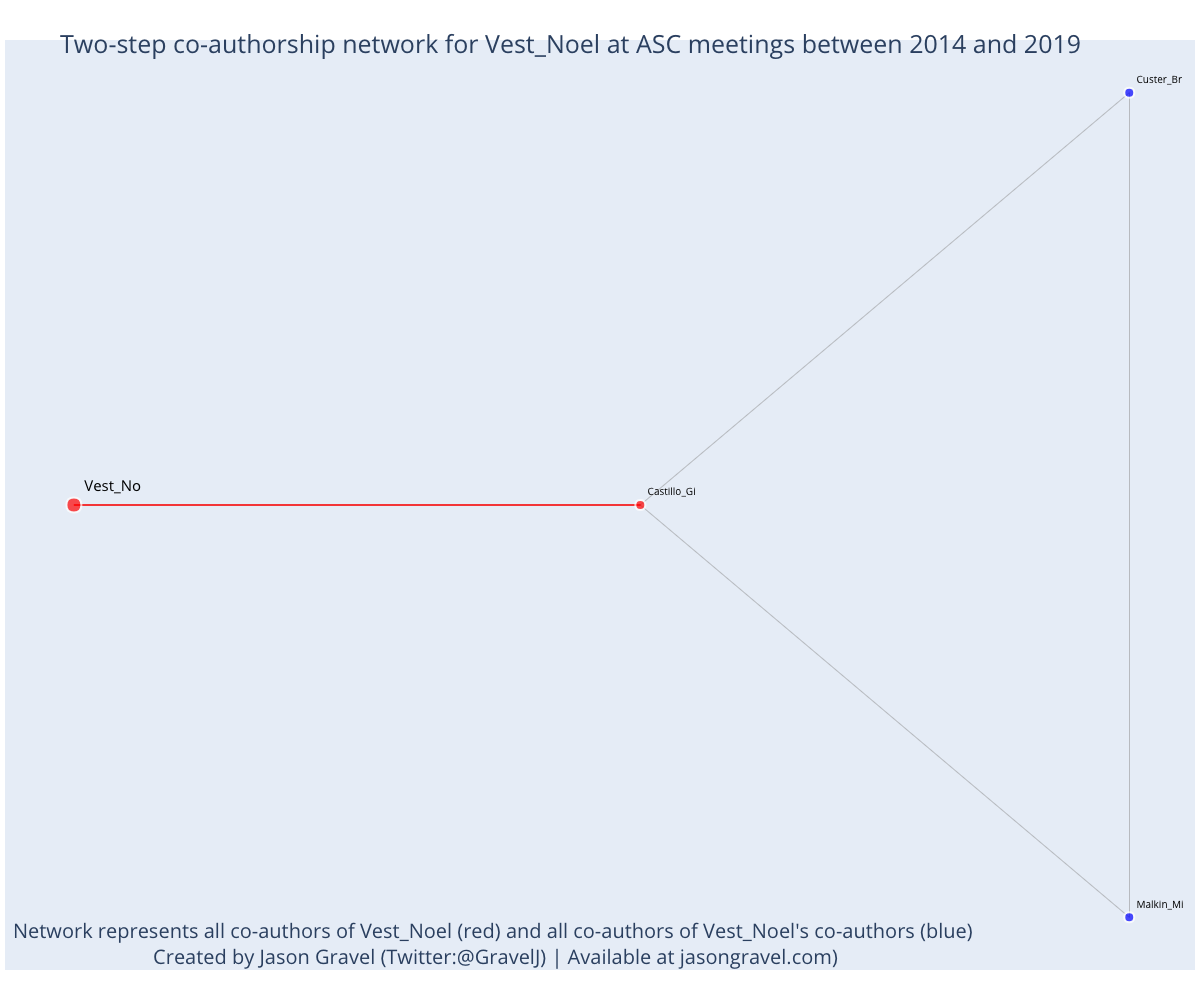 Two-step co-authorship network for Vest_Noel at ASC meetings between 2014 and 2019
Custer_Br
Vest_No
Castillo_Gi
Malkin_Mi
Network represents all co-authors of Vest_Noel (red) and all co-authors of Vest_Noel's co-authors (blue)
Created by Jason Gravel (Twitter:@GravelJ) | Available at jasongravel.com)